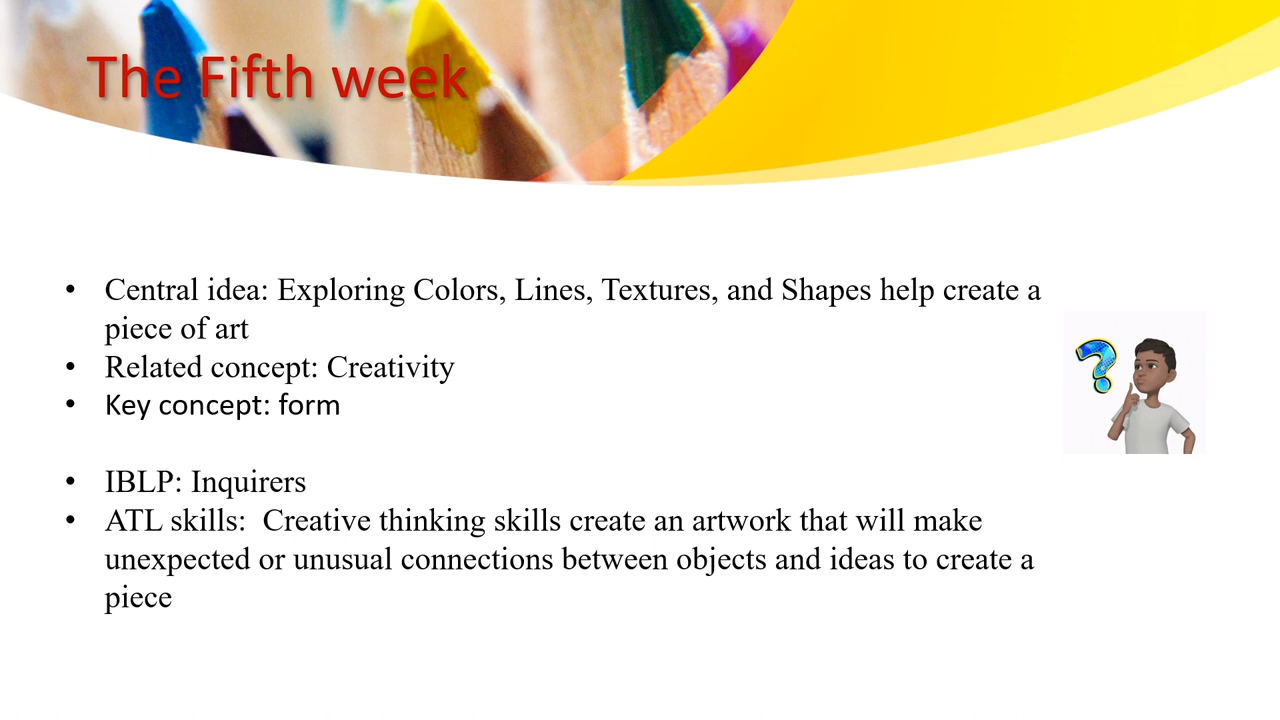 The Fifth week
• Central idea: Exploring Colors, Lines, Textures, and Shapes help create a
piece of art
• Related concept: Creativity
• Key concept: form
• IBLP: Inquirers
• ATL skills:  Creative thinking skills create an artwork that will make
unexpected or unusual connections between objects and ideas to create a
piece